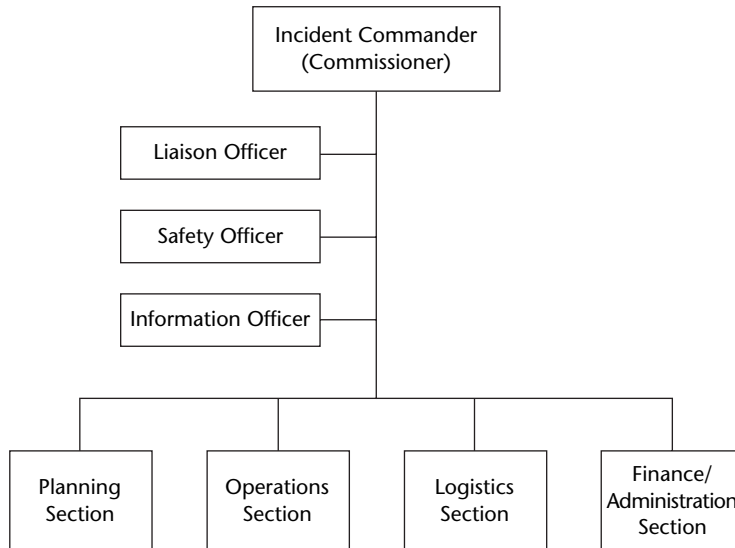 Incident Commander
(Commissioner)
Liaison Officer
Safety Officer
Information Officer
Planning
Section
Operations
Section
Logistics
Section
Finance/
Administration
Section